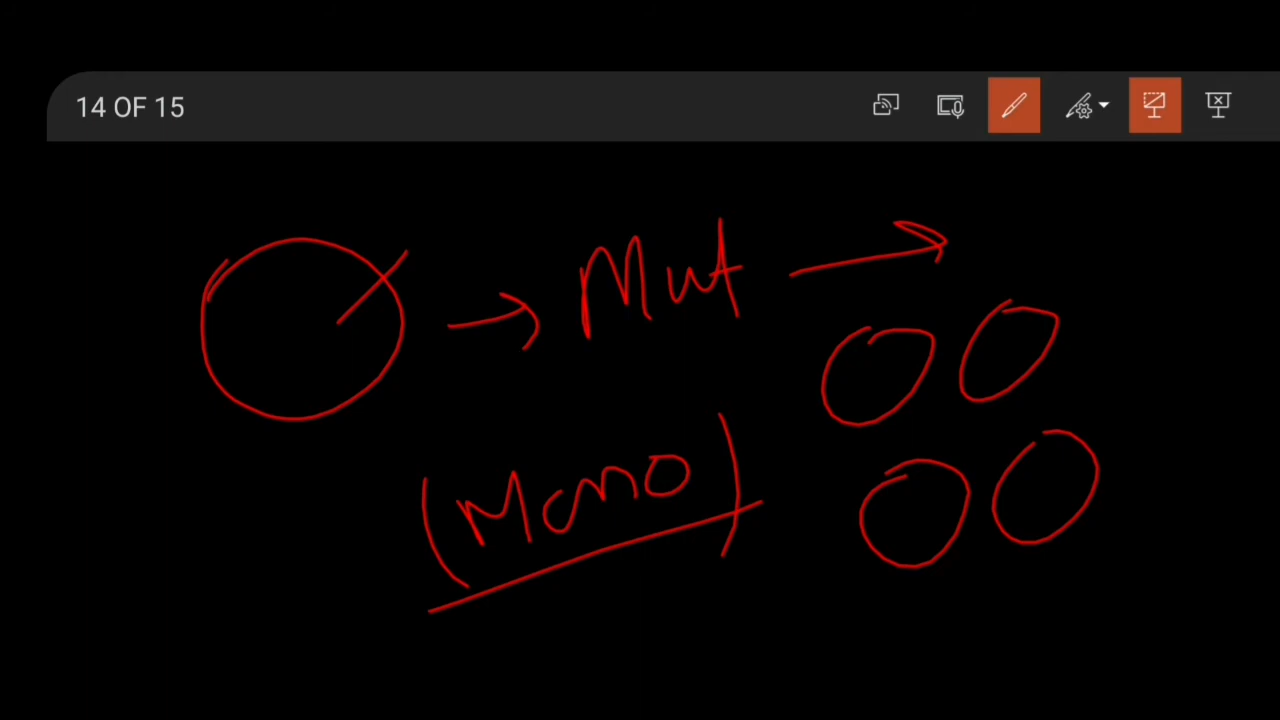 14 OF 15
→ Mut →
(Mono)